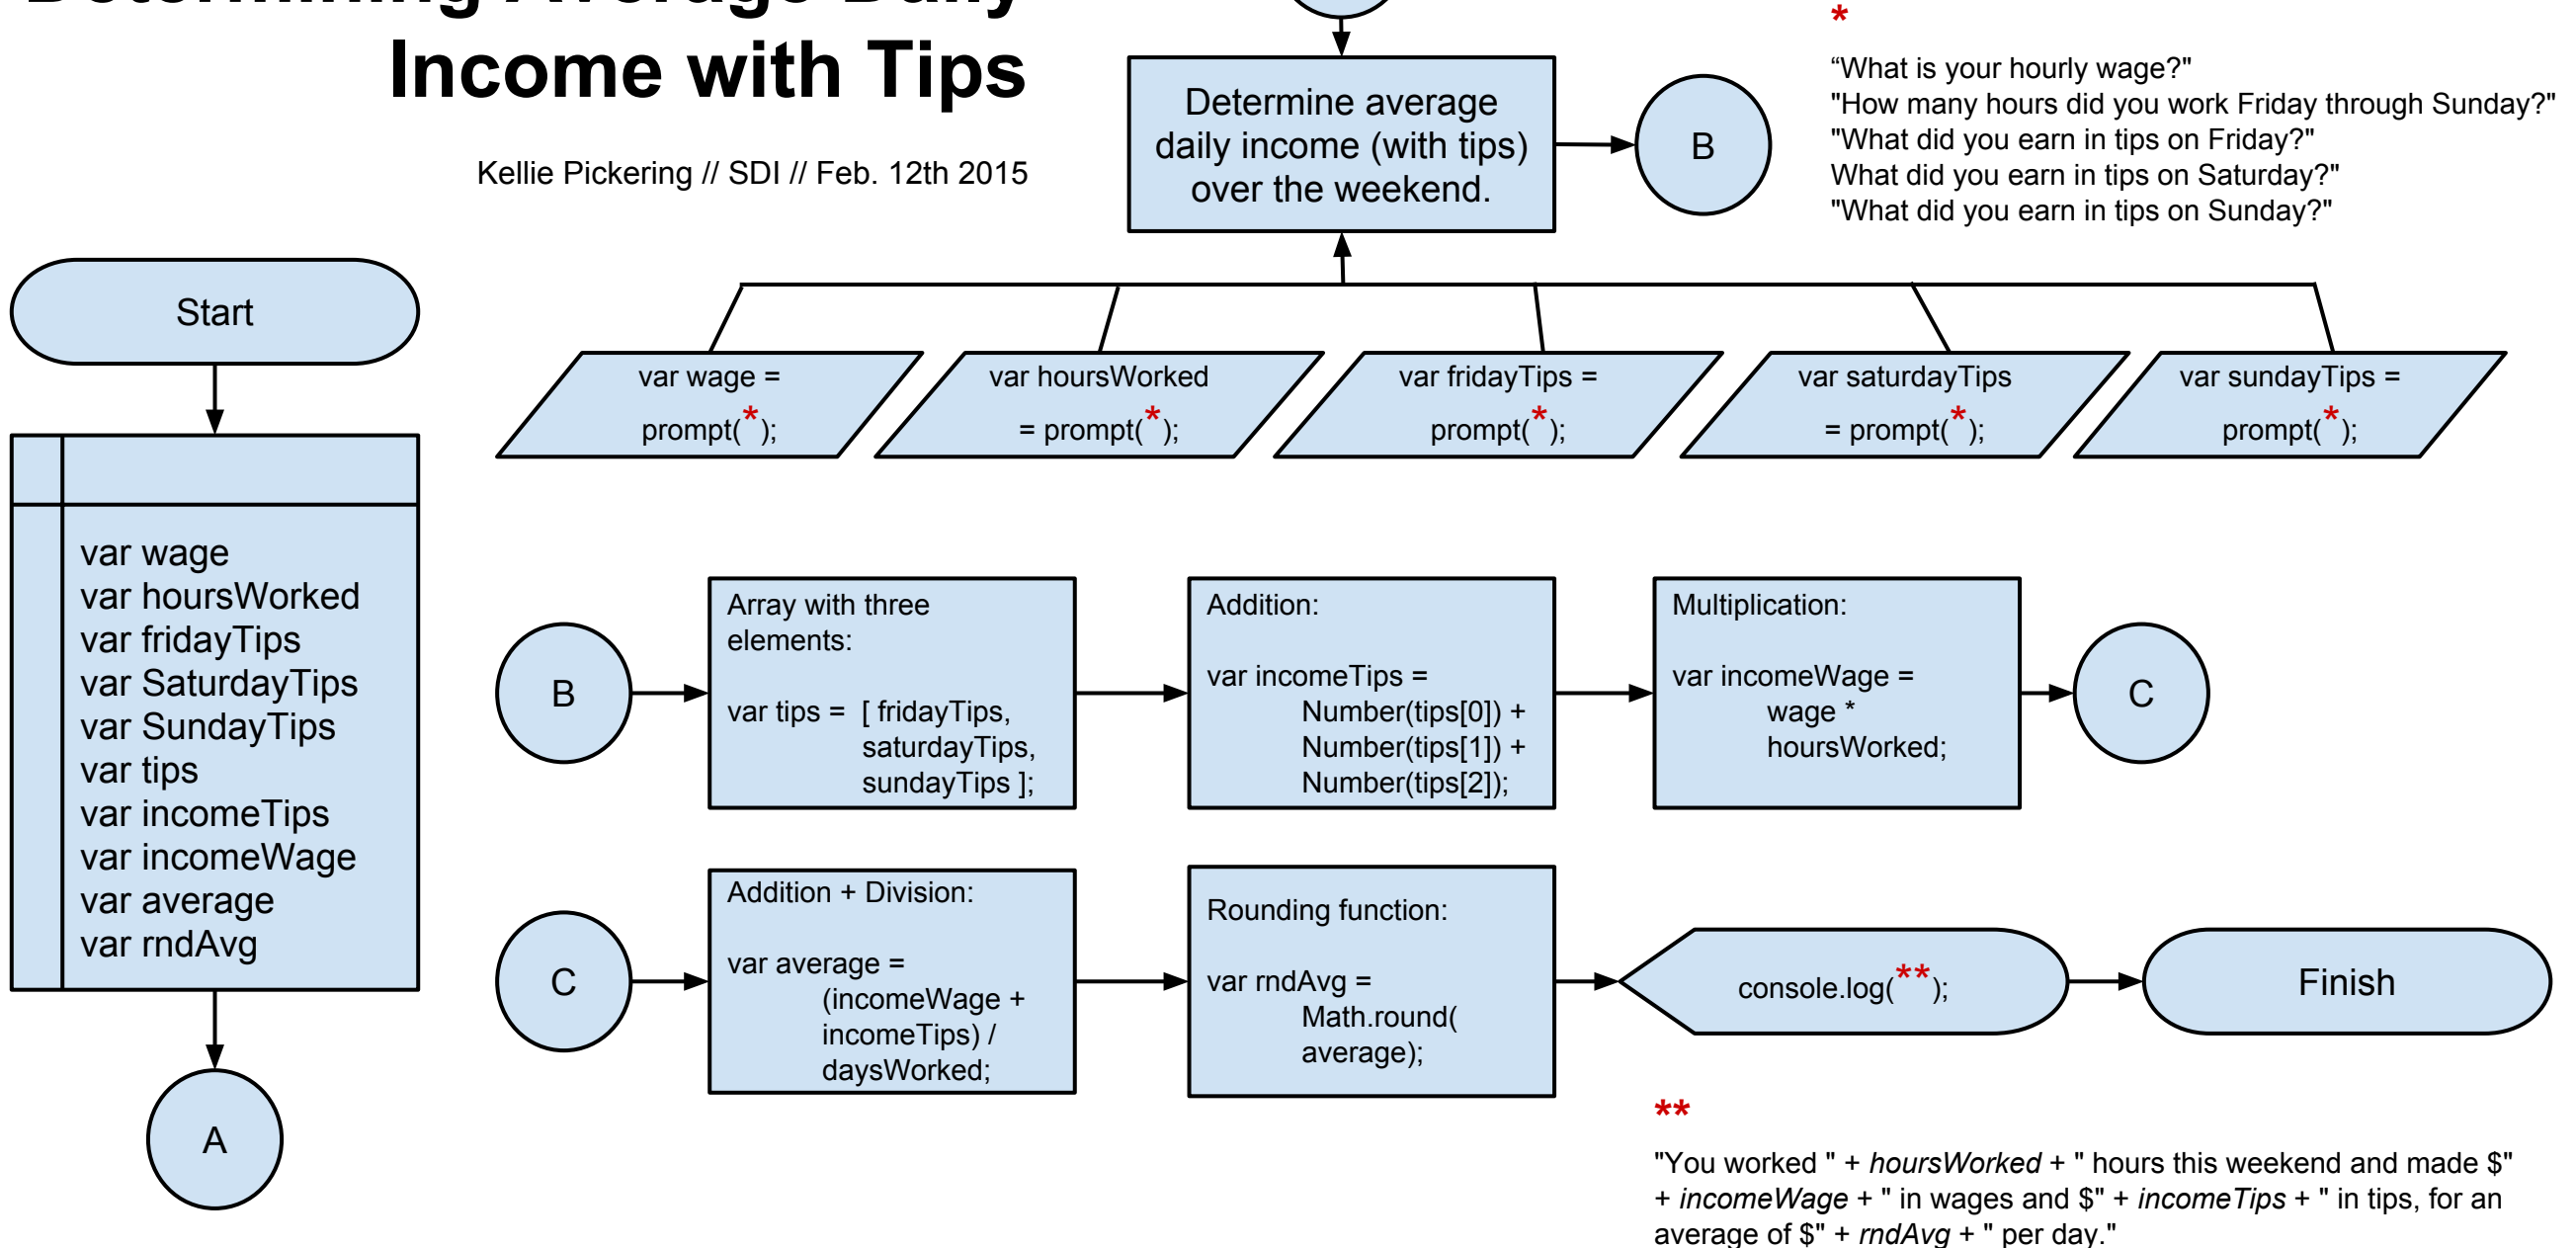 Determining Average Daily
Income with Tips
Kellie Pickering // SDI // Feb. 12th 2015
Determine average
daily income (with tips)
over the weekend.
B
*
“What is your hourly wage?"
"How many hours did you work Friday through Sunday?"
"What did you earn in tips on Friday?"
What did you earn in tips on Saturday?"
"What did you earn in tips on Sunday?"
Start
var wage =
prompt(*);
var hoursWorked
= prompt(*);
var fridayTips =
prompt(*);
var saturdayTips
= prompt(*);
var sundayTips =
prompt(*);
var wage
var hoursWorked
var fridayTips
var SaturdayTips
var SundayTips
var tips
var incomeTips
var incomeWage
var average
var rndAvg
A
B
Array with three
elements:
var tips = [ fridayTips,
saturdayTips,
sundayTips ];
Addition:
var incomeTips =
Number(tips[0]) +
Number(tips[1]) +
Number(tips[2]);
Multiplication:
var incomeWage =
wage *
hoursWorked;
C
C
Addition + Division:
var average =
(incomeWage +
incomeTips) /
daysWorked;
Rounding function:
var rndAvg =
Math.round(
average);
console.log(**);
Finish
**
"You worked " + hoursWorked + " hours this weekend and made $"
+ incomeWage + " in wages and $" + incomeTips + " in tips, for an
average of $" + rndAvg + " per day."